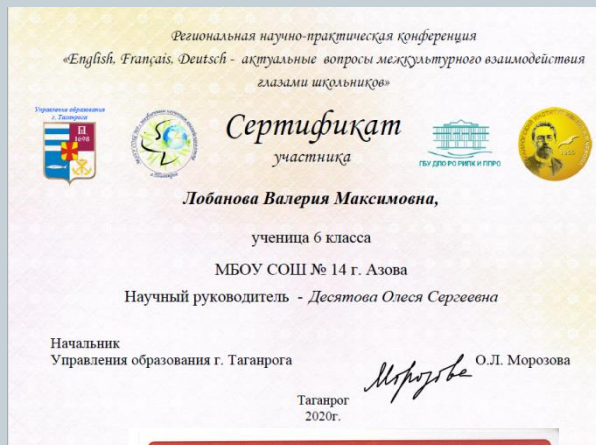 Региональная научно-практическая конференция
«English, Français, Deutsch - актуальные вопросы межкультурного взаимодействия
глазами школьников»
Управление образования
г. Таганрога
1698
Сертификат
участника
ГБУ ДПО РО РИПК и ППРО
Лобанова Валерия Максимовна,
ученица 6 класса
МБОУ СОШ № 14 г. Азова
Научный руководитель - Десятова Олеся Сергеевна
Начальник
Управления образования г. Таганрога
Морозова
О.Л. Морозова
Таганрог
2020г.